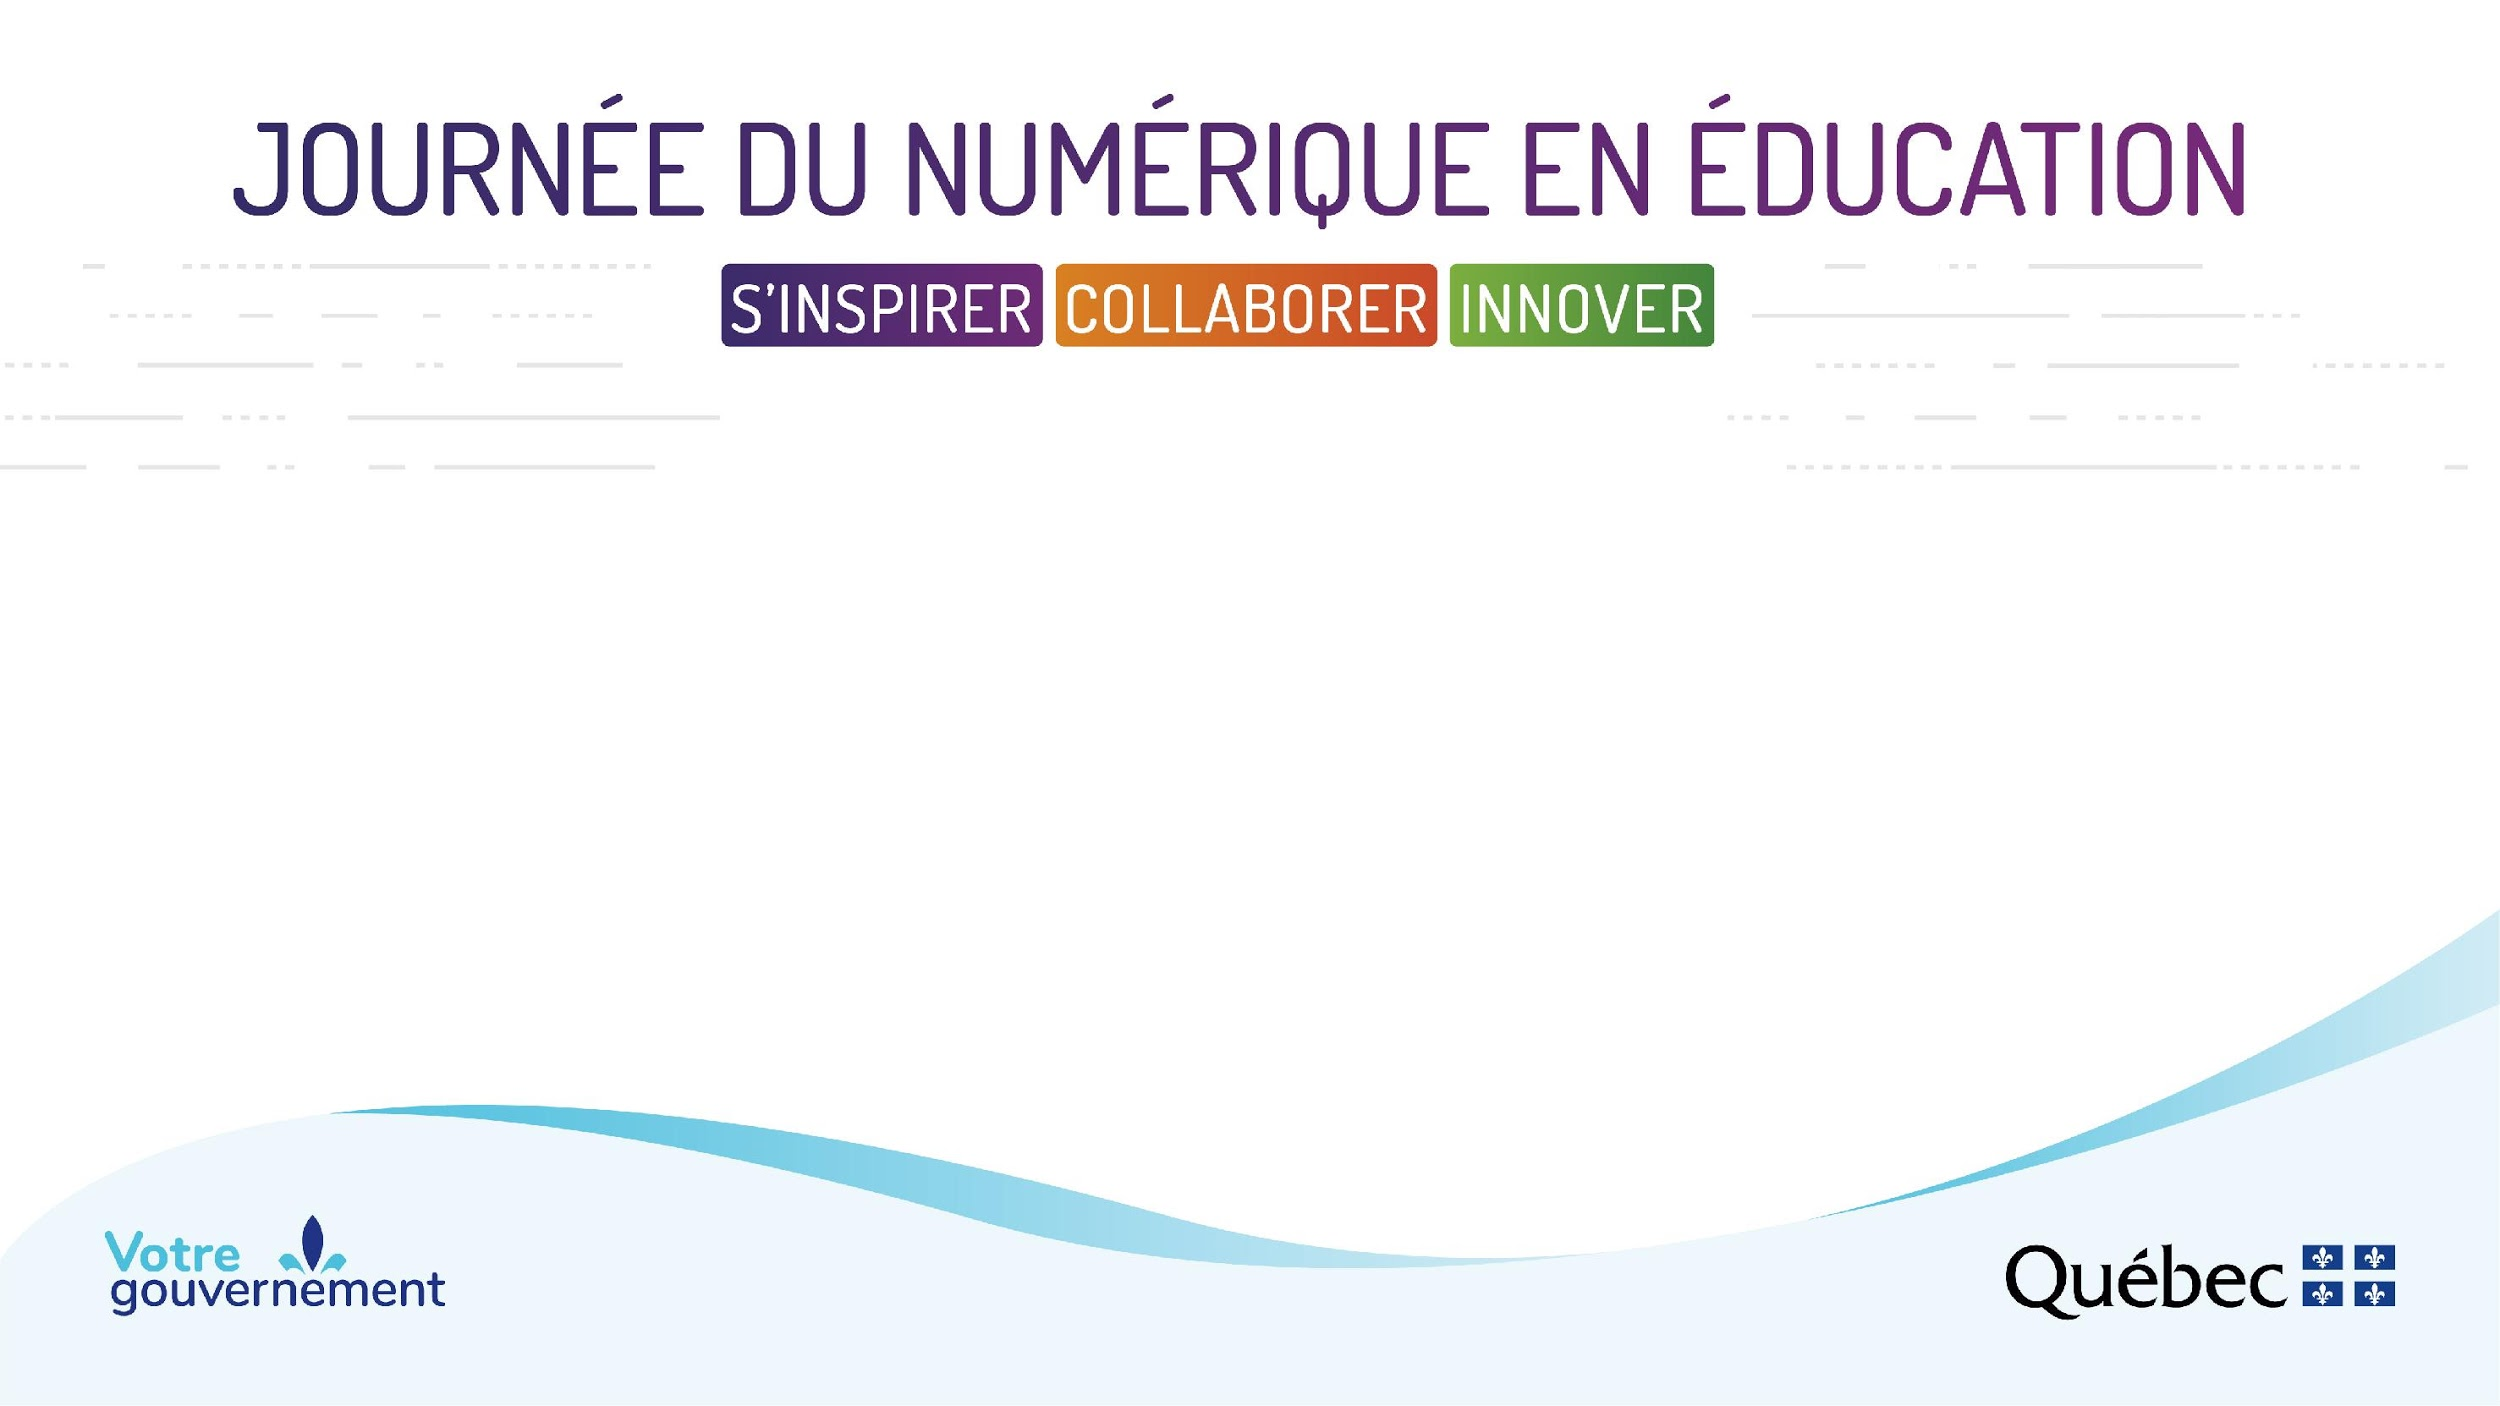 JOURNÉE DU NUMÉRIQUE EN ÉDUCATION
S'INSPIRER COLLABORER INNOVER
Votre
gouvernement
Québec